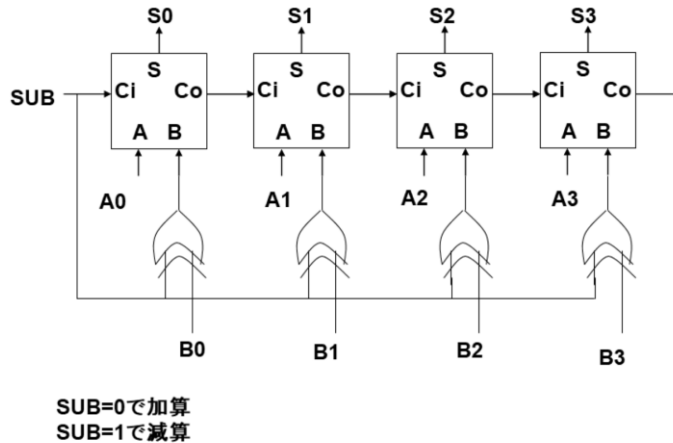 S0 S1 S2 S3
S S S S
SUB Ci Co Ci Co Ci Co Ci Co
A B A B A B A B
A0 A1 A2 A3
B0 B1 B2 B3
SUB=0で加算
SUB=1で減算